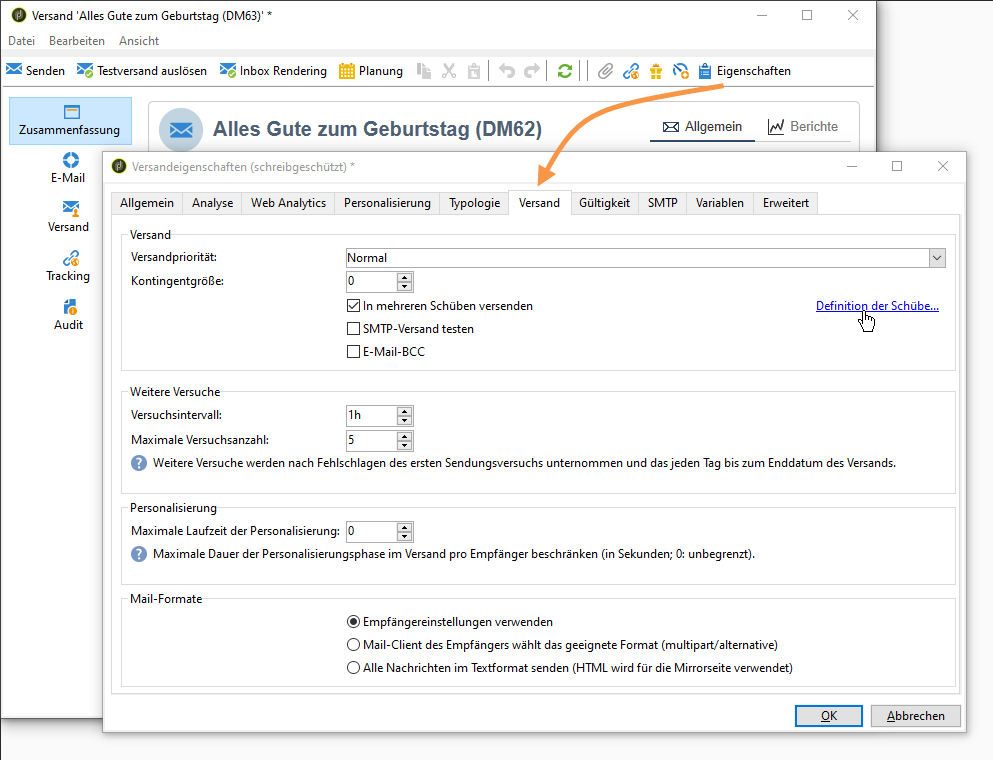 Versand 'Alles Gute zum Geburtstag (DM63)' *
Datei Bearbeiten Ansicht
Senden Testversand auslösen Inbox Rendering Planung Eigenschaften
Zusammenfassung
E-Mail
Versand
Tracking
Audit
Alles Gute zum Geburtstag (DM62)
Allgemein Berichte
Versandeigenschaften (schreibgeschützt) *
Allgemein Analyse Web Analytics Personalisierung Typologie Versand Gültigkeit SMTP Variablen Erweitert
Versand
Versandpriorität: Normal
Kontingentgröße: 0
In mehreren Schüben versenden Definition der Schübe...
SMTP-Versand testen
E-Mail-BCC
Weitere Versuche
Versuchsintervall: 1h
Maximale Versuchsanzahl: 5
? Weitere Versuche werden nach Fehlschlagen des ersten Sendungsversuchs unternommen und das jeden Tag bis zum Enddatum des Versands.
Personalisierung
Maximale Laufzeit der Personalisierung: 0
? Maximale Dauer der Personalisierungsphase im Versand pro Empfänger beschränken (in Sekunden; 0: unbegrenzt).
Mail-Formate
Empfängereinstellungen verwenden
Mail-Client des Empfängers wählt das geeignete Format (multipart/alternative)
Alle Nachrichten im Textformat senden (HTML wird für die Mirrorseite verwendet)
OK Abbrechen